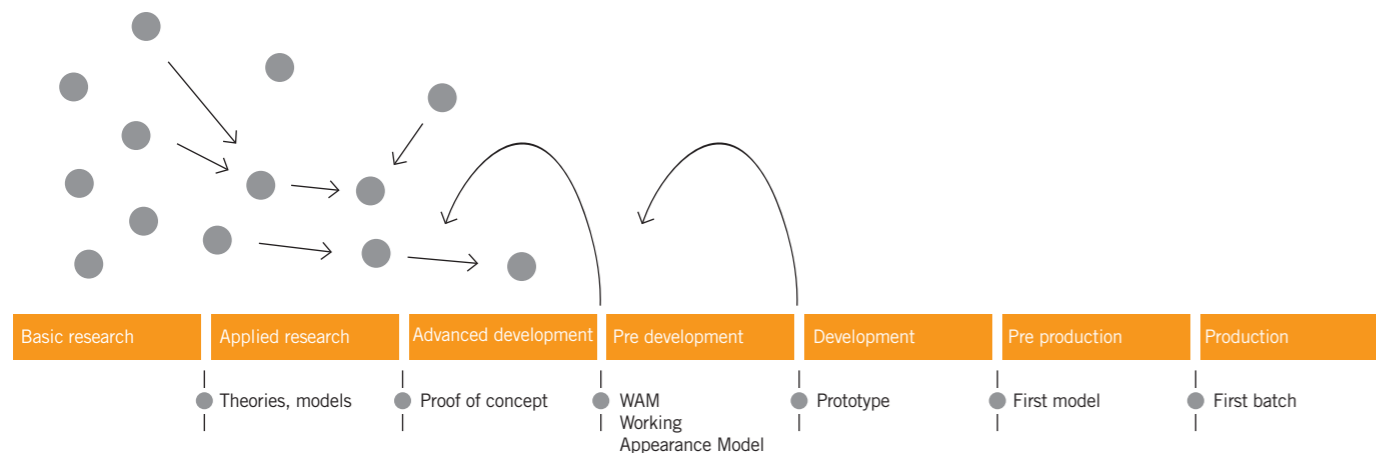 Basic research
Applied research
Advanced development
Pre development
Development
Pre production
Production
Theories, models
Proof of concept
WAM
Working
Appearance Model
Prototype
First model
First batch